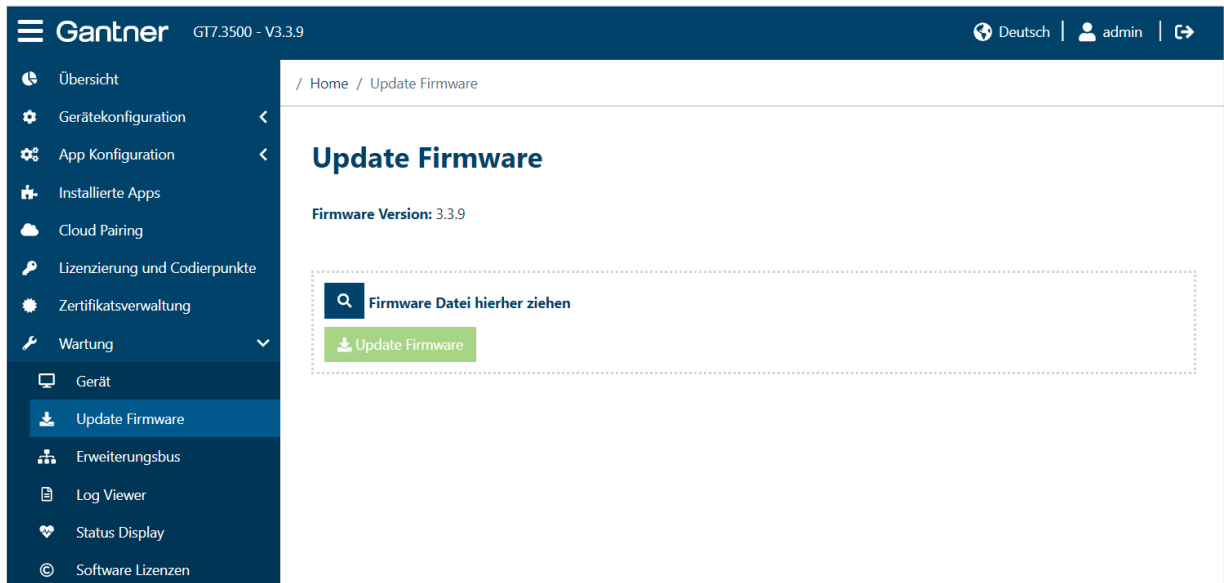 Gantner GT7.3500 - V3.3.9 Deutsch admin
Übersicht
Gerätekonfiguration
App Konfiguration
Installierte Apps
Cloud Pairing
Lizenzierung und Codierpunkte
Zertifikatsverwaltung
Wartung
Gerät
Update Firmware
Erweiterungsbus
Log Viewer
Status Display
Software Lizenzen
/ Home / Update Firmware
Update Firmware
Firmware Version: 3.3.9
Firmware Datei hierher ziehen
Update Firmware